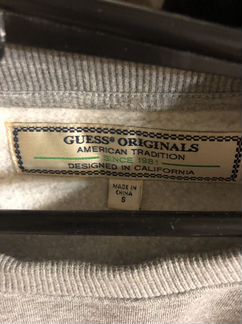 GUESS® ORIGINALS
AMERICAN TRADITION
SINCE 1981
DESIGNED IN CALIFORNIA
MADE IN
CHINA
S